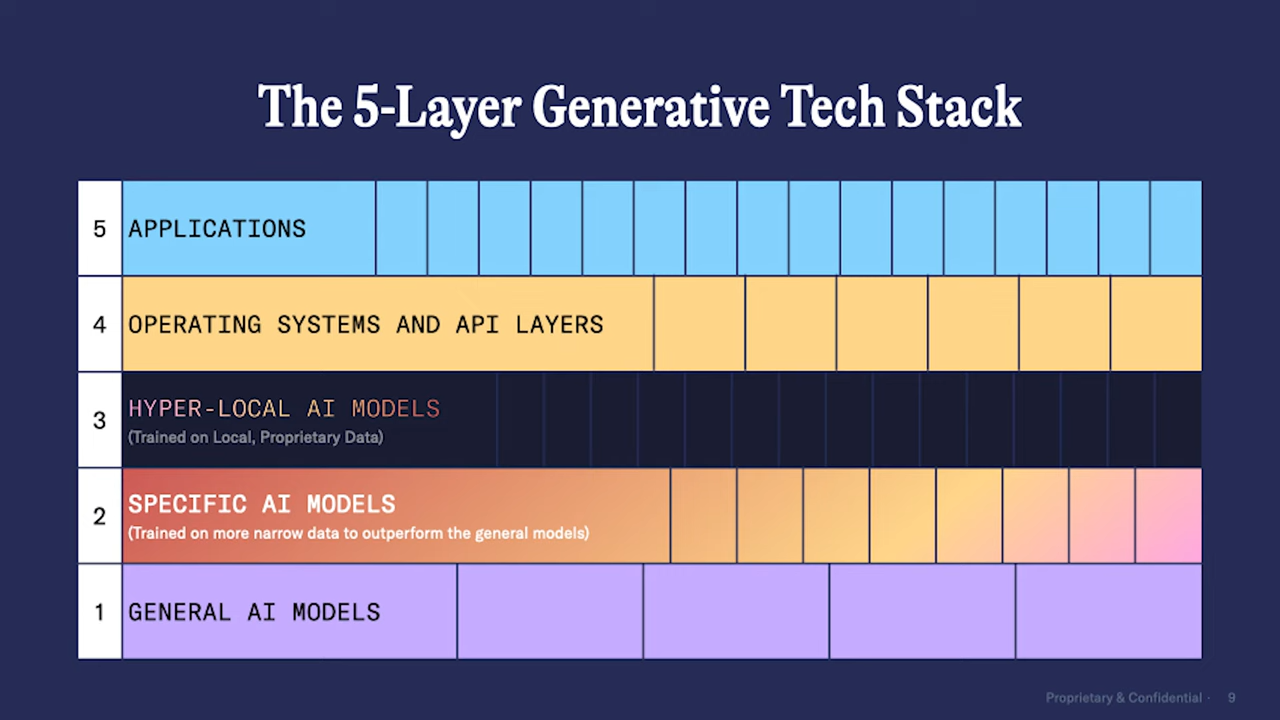 The 5-Layer Generative Tech Stack
5 APPLICATIONS
4 OPERATING SYSTEMS AND API LAYERS
3 HYPER-LOCAL AI MODELS
(Trained on Local, Proprietary Data)
2 SPECIFIC AI MODELS
(Trained on more narrow data to outperform the general models)
1 GENERAL AI MODELS
Proprietary & Confidential · 9